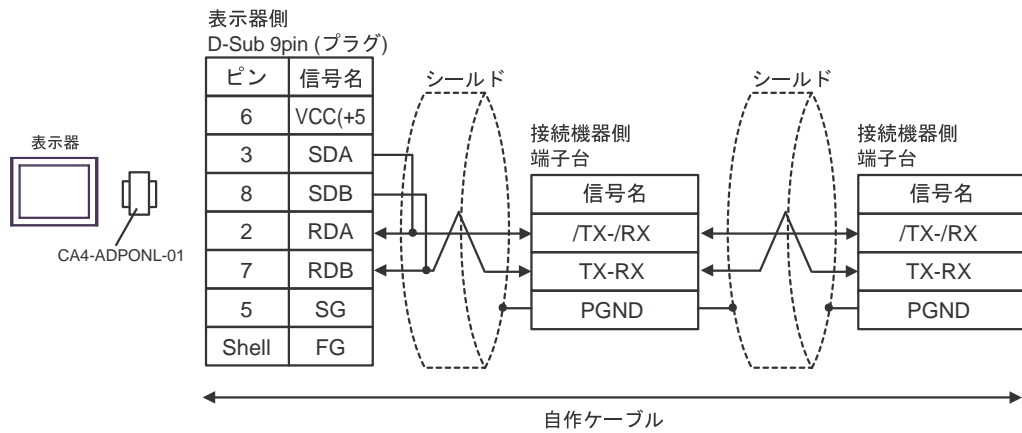 表示器側
D-Sub 9pin (プラグ)
ピン 信号名
6 VCC(+5
3 SDA
8 SDB
2 RDA
7 RDB
5 SG
Shell FG
表示器
CA4-ADPONL-01
シールド
接続機器側
端子台
信号名
/TX-/RX
TX-RX
PGND
シールド
接続機器側
端子台
信号名
/TX-/RX
TX-RX
PGND
自作ケーブル